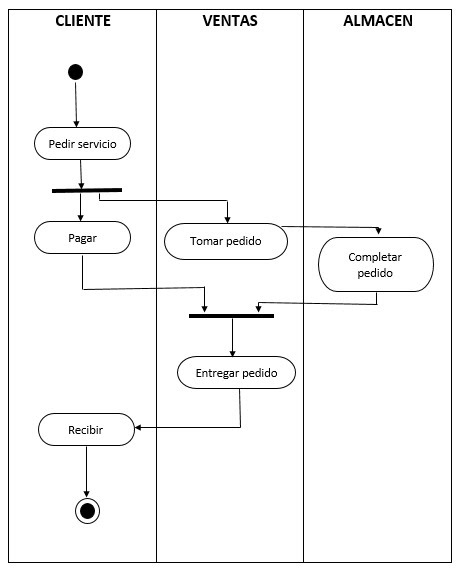 CLIENTE
VENTAS
ALMACEN
Pedir servicio
Pagar
Tomar pedido
Completar
pedido
Entregar pedido
Recibir